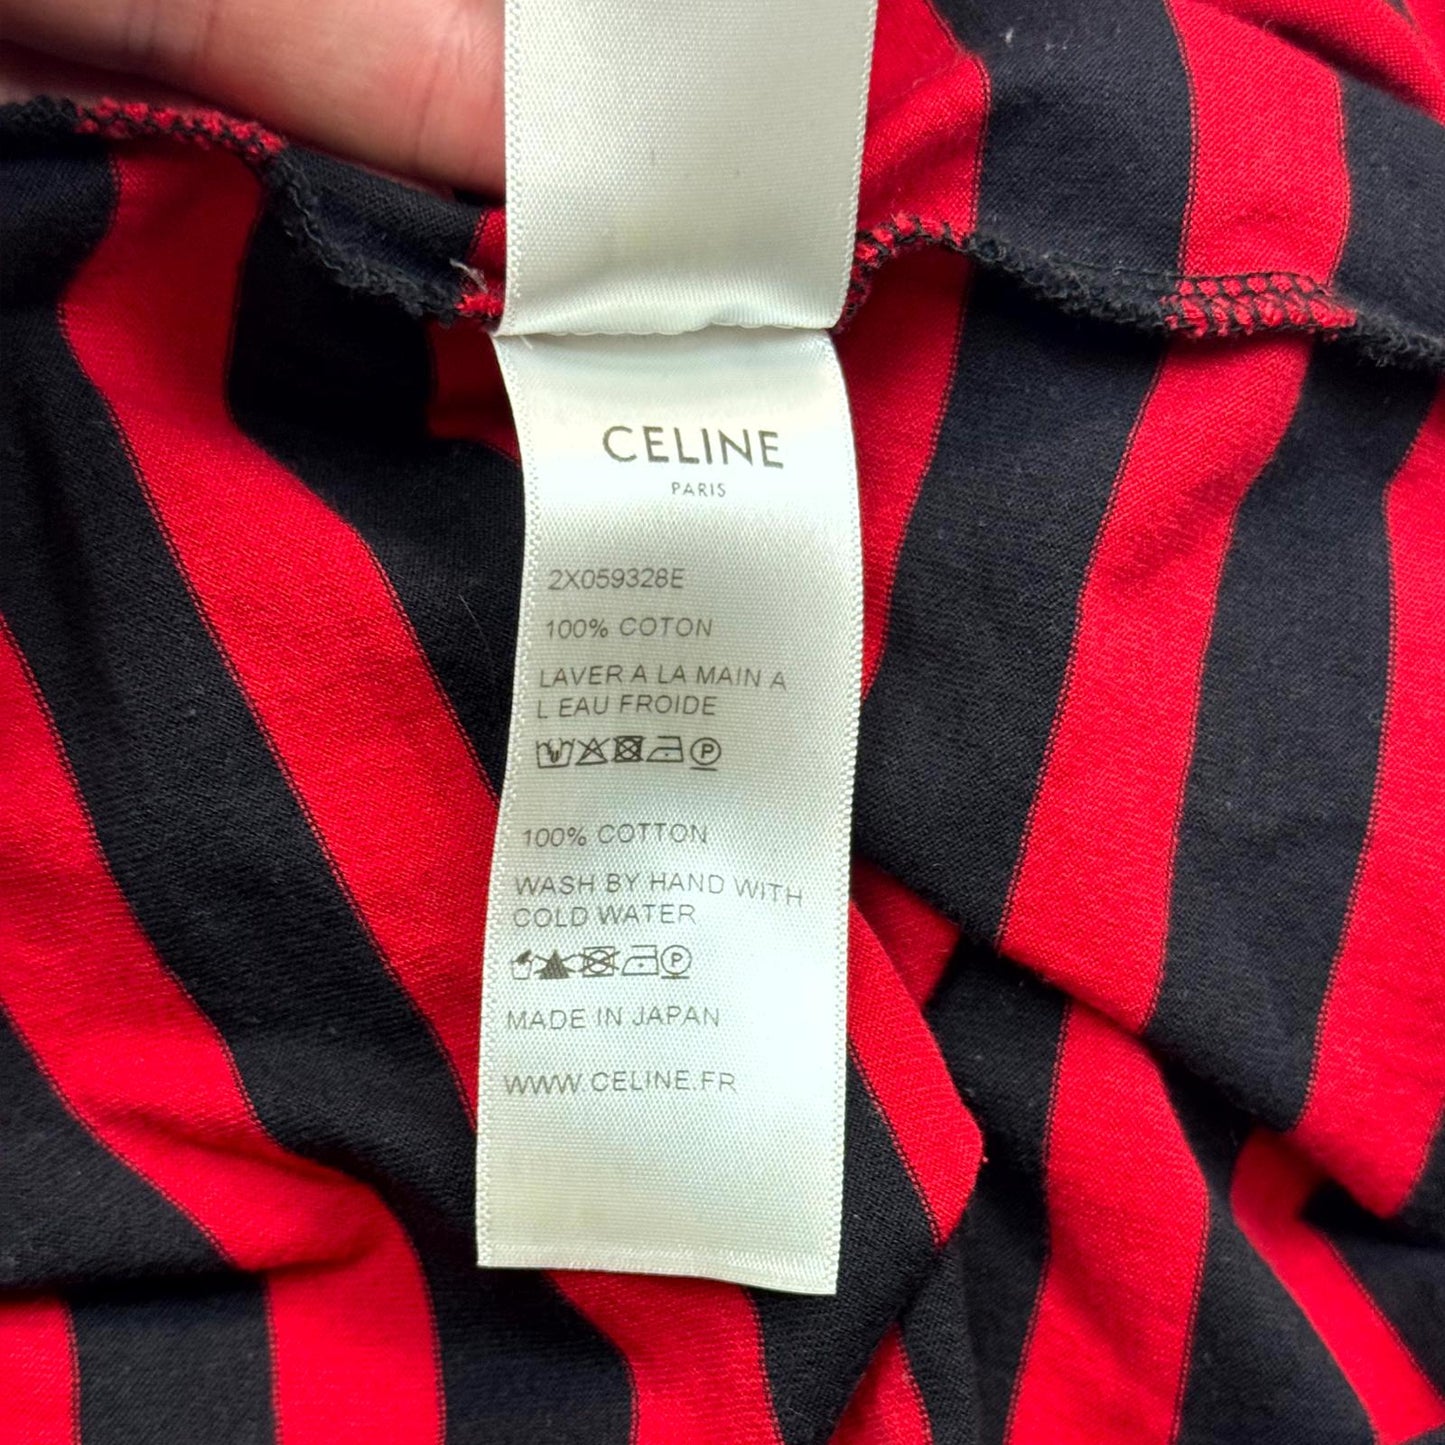 CELINE
PARIS
2X059328E
100% COTON
LAVER A LA MAIN A
L EAU FROIDE
P
100% COTTON
WASH BY HAND WITH
COLD WATER
P
MADE IN JAPAN
WWW.CELINE.FR